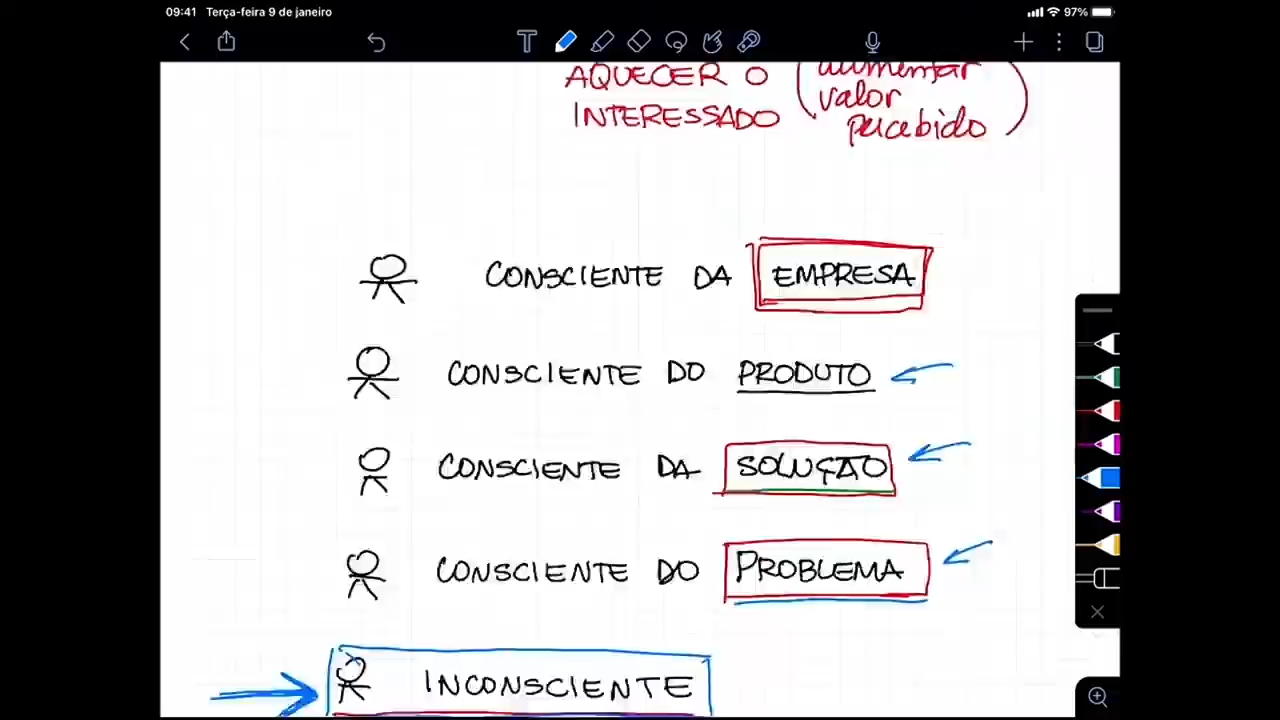 09:41 Terça-feira 9 de janeiro 97%
AQUECER O (aumentar
INTERESSADO valor
percebido)
CONSCIENTE DA EMPRESA
CONSCIENTE DO PRODUTO
CONSCIENTE DA SOLUÇÃO
CONSCIENTE DO PROBLEMA
INCONSCIENTE